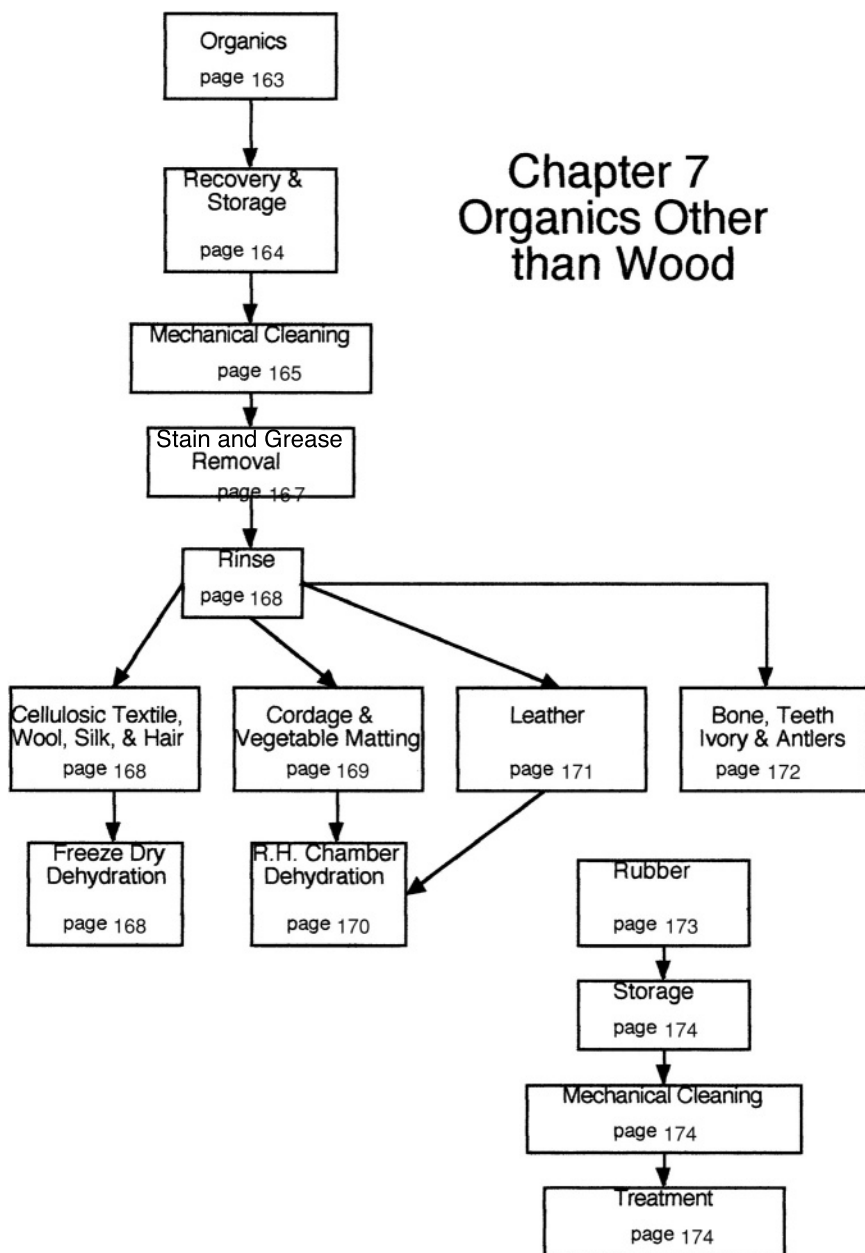 Organics
page 163
Chapter 7
Organics Other
than Wood
Recovery &
Storage
page 164
Mechanical Cleaning
page 165
Stain and Grease
Removal
page 167
Rinse
page 168
Cellulosic Textile,
Wool, Silk, & Hair
page 168
Cordage &
Vegetable Matting
page 169
Leather
page 171
Bone, Teeth
Ivory & Antlers
page 172
Freeze Dry
Dehydration
page 168
R.H. Chamber
Dehydration
page 170
Rubber
page 173
Storage
page 174
Mechanical Cleaning
page 174
Treatment
page 174